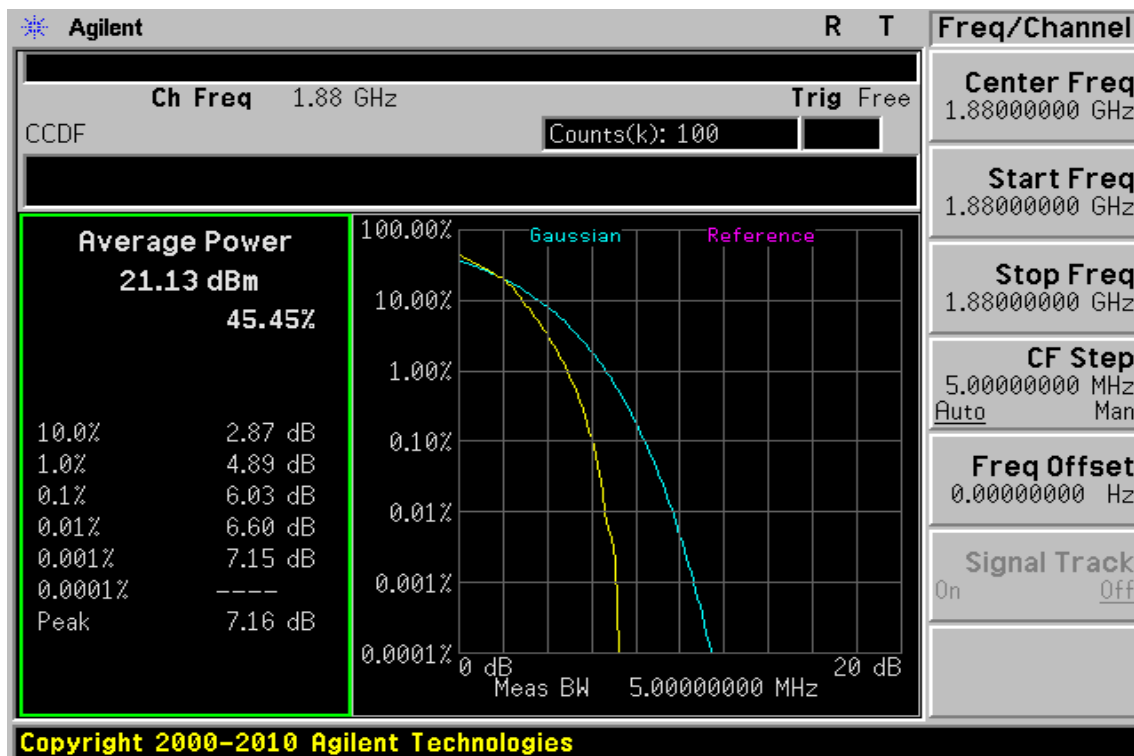 Agilent R T Freq/Channel
Ch Freq 1.88 GHz Trig Free
CCDF Counts(k): 100
Center Freq
1.88000000 GHz
Start Freq
1.88000000 GHz
Stop Freq
1.88000000 GHz
CF Step
5.00000000 MHz
Auto Man
Freq Offset
0.00000000 Hz
Signal Track
On Off
Average Power
21.13 dBm
45.45%
10.0% 2.87 dB
1.0% 4.89 dB
0.1% 6.03 dB
0.01% 6.60 dB
0.001% 7.15 dB
0.0001% ----
Peak 7.16 dB
100.00% Gaussian Reference
10.00%
1.00%
0.10%
0.01%
0.001%
0.0001%
0 dB 20 dB
Meas BW 5.00000000 MHz
Copyright 2000-2010 Agilent Technologies